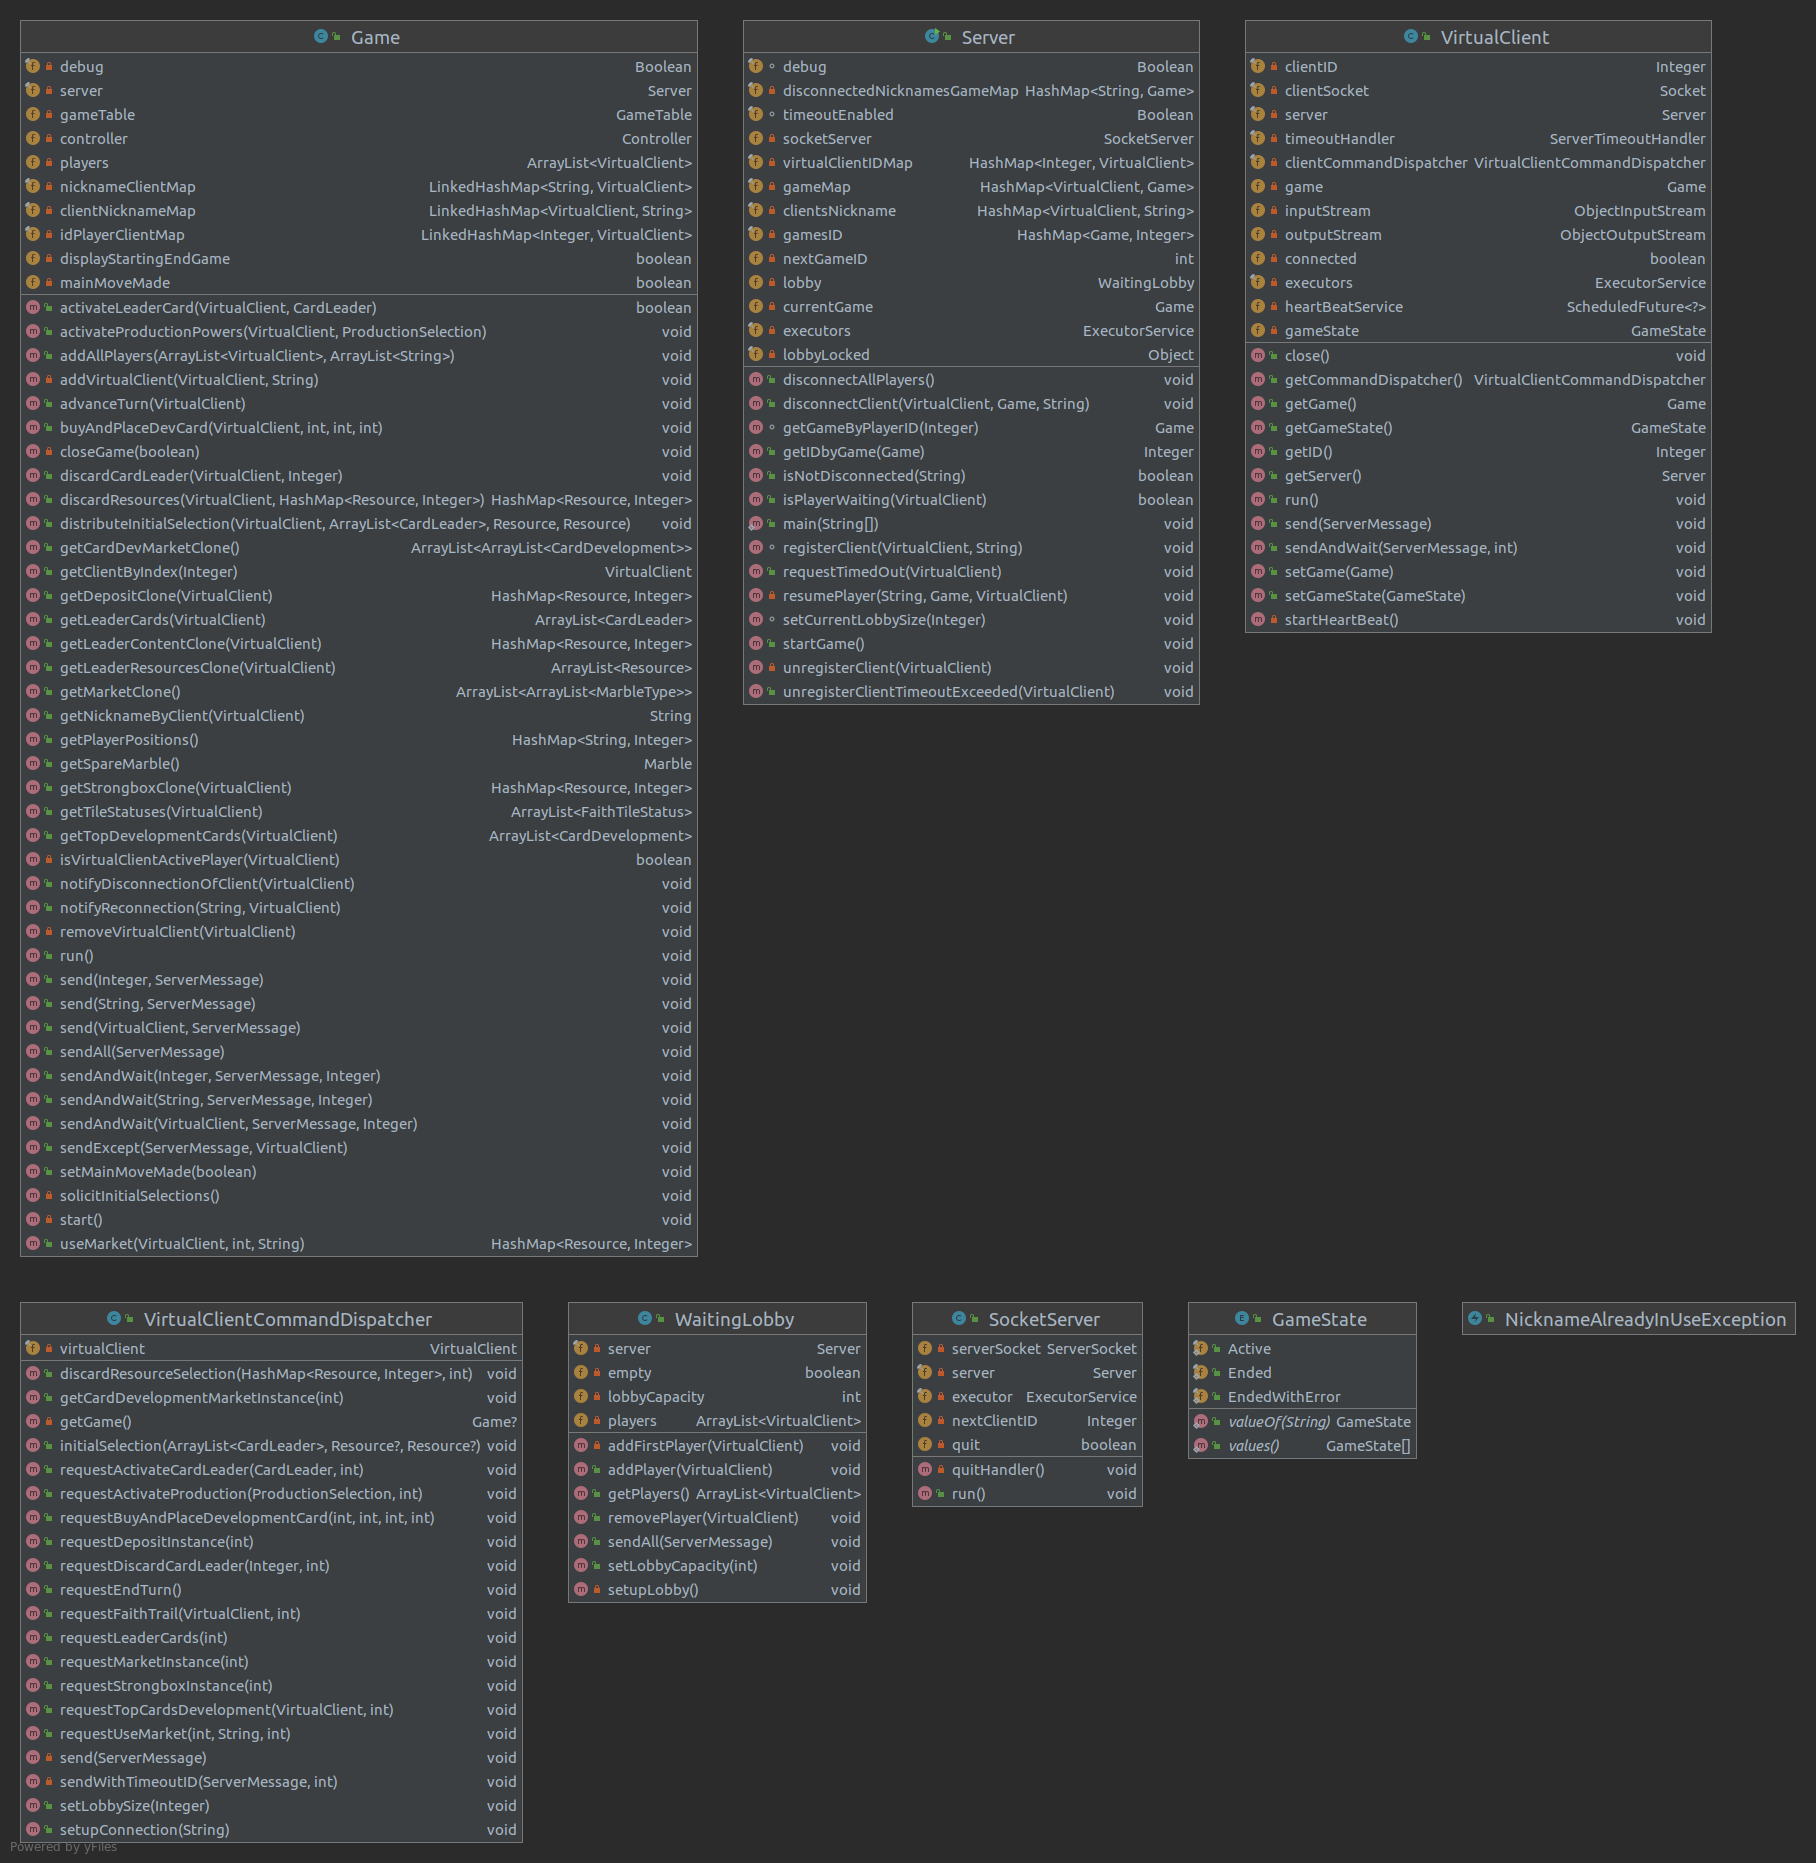 Game
debug Boolean
server Server
gameTable GameTable
controller Controller
players ArrayList<VirtualClient>
nicknameClientMap LinkedHashMap<String, VirtualClient>
clientNicknameMap LinkedHashMap<VirtualClient, String>
idPlayerClientMap LinkedHashMap<Integer, VirtualClient>
displayStartingEndGame boolean
mainMoveMade boolean
activateLeaderCard(VirtualClient, CardLeader) boolean
activateProductionPowers(VirtualClient, ProductionSelection) void
addAllPlayers(ArrayList<VirtualClient>, ArrayList<String>) void
addVirtualClient(VirtualClient, String) void
advanceTurn(VirtualClient) void
buyAndPlaceDevCard(VirtualClient, int, int, int) void
closeGame(boolean) void
discardCardLeader(VirtualClient, Integer) void
discardResources(VirtualClient, HashMap<Resource, Integer>) HashMap<Resource, Integer>
distributeInitialSelection(VirtualClient, ArrayList<CardLeader>, Resource, Resource) void
getCardDevMarketClone() ArrayList<ArrayList<CardDevelopment>>
getClientByIndex(Integer) VirtualClient
getDepositClone(VirtualClient) HashMap<Resource, Integer>
getLeaderCards(VirtualClient) ArrayList<CardLeader>
getLeaderContentClone(VirtualClient) HashMap<Resource, Integer>
getLeaderResourcesClone(VirtualClient) ArrayList<Resource>
getMarketClone() ArrayList<ArrayList<MarbleType>>
getNicknameByClient(VirtualClient) String
getPlayerPositions() HashMap<String, Integer>
getSpareMarble() Marble
getStrongboxClone(VirtualClient) HashMap<Resource, Integer>
getTileStatuses(VirtualClient) ArrayList<FaithTileStatus>
getTopDevelopmentCards(VirtualClient) ArrayList<CardDevelopment>
isVirtualClientActivePlayer(VirtualClient) boolean
notifyDisconnectionOfClient(VirtualClient) void
notifyReconnection(String, VirtualClient) void
removeVirtualClient(VirtualClient) void
run() void
send(Integer, ServerMessage) void
send(String, ServerMessage) void
send(VirtualClient, ServerMessage) void
sendAll(ServerMessage) void
sendAndWait(Integer, ServerMessage, Integer) void
sendAndWait(String, ServerMessage, Integer) void
sendAndWait(VirtualClient, ServerMessage, Integer) void
sendExcept(ServerMessage, VirtualClient) void
setMainMoveMade(boolean) void
solicitInitialSelections() void
start() void
useMarket(VirtualClient, int, String) HashMap<Resource, Integer>
Server
debug Boolean
disconnectedNicknamesGameMap HashMap<String, Game>
timeoutEnabled Boolean
socketServer SocketServer
virtualClientIDMap HashMap<Integer, VirtualClient>
gameMap HashMap<VirtualClient, Game>
clientsNickname HashMap<VirtualClient, String>
gamesID HashMap<Game, Integer>
nextGameID int
lobby WaitingLobby
currentGame Game
executors ExecutorService
lobbyLocked Object
disconnectAllPlayers() void
disconnectClient(VirtualClient, Game, String) void
getGameByPlayerID(Integer) Game
getIDbyGame(Game) Integer
isNotDisconnected(String) boolean
isPlayerWaiting(VirtualClient) boolean
main(String[]) void
registerClient(VirtualClient, String) void
requestTimedOut(VirtualClient) void
resumePlayer(String, Game, VirtualClient) void
setCurrentLobbySize(Integer) void
startGame() void
unregisterClient(VirtualClient) void
unregisterClientTimeoutExceeded(VirtualClient) void
VirtualClient
clientID Integer
clientSocket Socket
server Server
timeoutHandler ServerTimeoutHandler
clientCommandDispatcher VirtualClientCommandDispatcher
game Game
inputStream ObjectInputStream
outputStream ObjectOutputStream
connected boolean
executors ExecutorService
heartBeatService ScheduledFuture<?>
gameState GameState
close() void
getCommandDispatcher() VirtualClientCommandDispatcher
getGame() Game
getGameState() GameState
getID() Integer
getServer() Server
run() void
send(ServerMessage) void
sendAndWait(ServerMessage, int) void
setGame(Game) void
setGameState(GameState) void
startHeartBeat() void
VirtualClientCommandDispatcher
virtualClient VirtualClient
discardResourceSelection(HashMap<Resource, Integer>, int) void
getCardDevelopmentMarketInstance(int) void
getGame() Game?
initialSelection(ArrayList<CardLeader>, Resource?, Resource?) void
requestActivateCardLeader(CardLeader, int) void
requestActivateProduction(ProductionSelection, int) void
requestBuyAndPlaceDevelopmentCard(int, int, int, int) void
requestDepositInstance(int) void
requestDiscardCardLeader(Integer, int) void
requestEndTurn() void
requestFaithTrail(VirtualClient, int) void
requestLeaderCards(int) void
requestMarketInstance(int) void
requestStrongboxInstance(int) void
requestTopCardsDevelopment(VirtualClient, int) void
requestUseMarket(int, String, int) void
send(ServerMessage) void
sendWithTimeoutID(ServerMessage, int) void
setLobbySize(Integer) void
setupConnection(String) void
WaitingLobby
server Server
empty boolean
lobbyCapacity int
players ArrayList<VirtualClient>
addFirstPlayer(VirtualClient) void
addPlayer(VirtualClient) void
getPlayers() ArrayList<VirtualClient>
removePlayer(VirtualClient) void
sendAll(ServerMessage) void
setLobbyCapacity(int) void
setupLobby() void
SocketServer
serverSocket ServerSocket
server Server
executor ExecutorService
nextClientID Integer
quit boolean
quitHandler() void
run() void
GameState
Active
Ended
EndedWithError
valueOf(String) GameState
values() GameState[]
NicknameAlreadyInUseException
Powered by yFiles